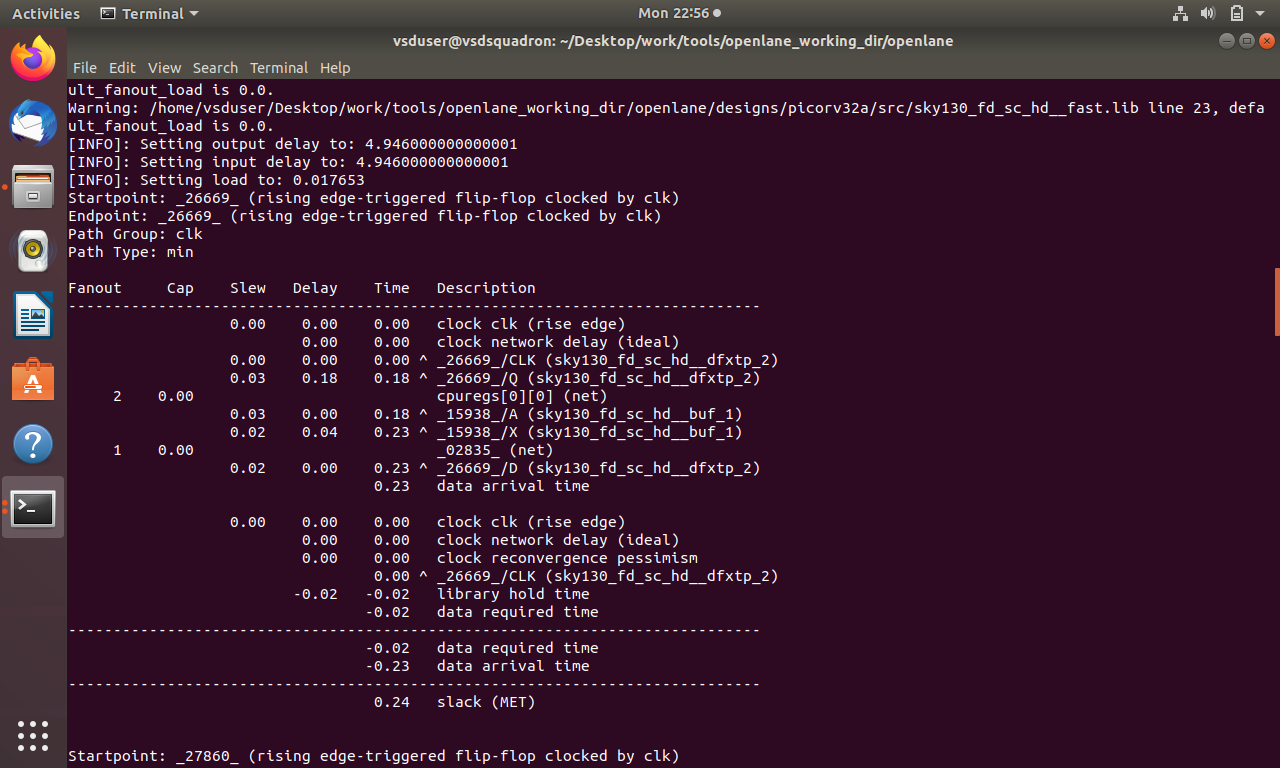 Activities Terminal Mon 22:56
vsduser@vsdsquadron: ~/Desktop/work/tools/openlane_working_dir/openlane
File Edit View Search Terminal Help
ult_fanout_load is 0.0.
Warning: /home/vsduser/Desktop/work/tools/openlane_working_dir/openlane/designs/picorv32a/src/sky130_fd_sc_hd__fast.lib line 23, defa
ult_fanout_load is 0.0.
[INFO]: Setting output delay to: 4.946000000000001
[INFO]: Setting input delay to: 4.946000000000001
[INFO]: Setting load to: 0.017653
Startpoint: _26669_ (rising edge-triggered flip-flop clocked by clk)
Endpoint: _26669_ (rising edge-triggered flip-flop clocked by clk)
Path Group: clk
Path Type: min
Fanout     Cap    Slew   Delay    Time   Description
-----------------------------------------------------------------------------
                  0.00    0.00    0.00   clock clk (rise edge)
                          0.00    0.00   clock network delay (ideal)
                  0.00    0.00    0.00 ^ _26669_/CLK (sky130_fd_sc_hd__dfxtp_2)
                  0.03    0.18    0.18 ^ _26669_/Q (sky130_fd_sc_hd__dfxtp_2)
     2    0.00                           cpuregs[0][0] (net)
                  0.03    0.00    0.18 ^ _15938_/A (sky130_fd_sc_hd__buf_1)
                  0.02    0.04    0.23 ^ _15938_/X (sky130_fd_sc_hd__buf_1)
     1    0.00                           _02835_ (net)
                  0.02    0.00    0.23 ^ _26669_/D (sky130_fd_sc_hd__dfxtp_2)
                                  0.23   data arrival time
                  0.00    0.00    0.00   clock clk (rise edge)
                          0.00    0.00   clock network delay (ideal)
                          0.00    0.00   clock reconvergence pessimism
                                  0.00 ^ _26669_/CLK (sky130_fd_sc_hd__dfxtp_2)
                         -0.02   -0.02   library hold time
                                 -0.02   data required time
-----------------------------------------------------------------------------
                                 -0.02   data required time
                                 -0.23   data arrival time
-----------------------------------------------------------------------------
                                  0.24   slack (MET)
Startpoint: _27860_ (rising edge-triggered flip-flop clocked by clk)